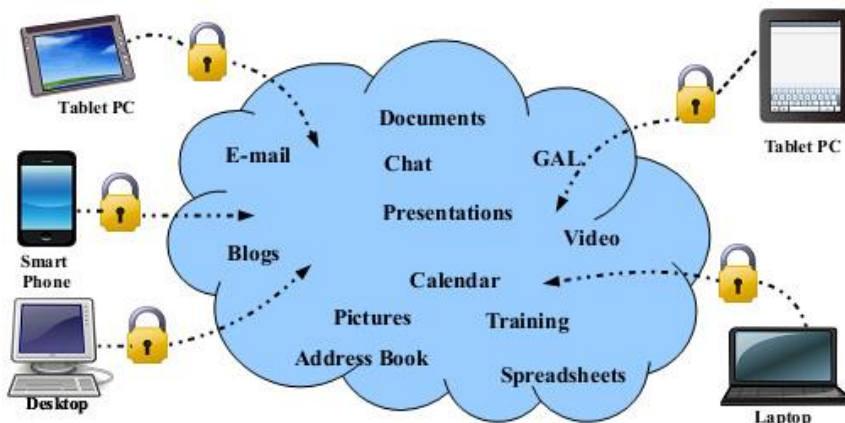 Tablet PC
Documents
E-mail
Chat
GAL.
Tablet PC
Presentations
Smart
Phone
Blogs
Video
Calendar
Pictures
Training
Address Book
Spreadsheets
Desktop
Laptop